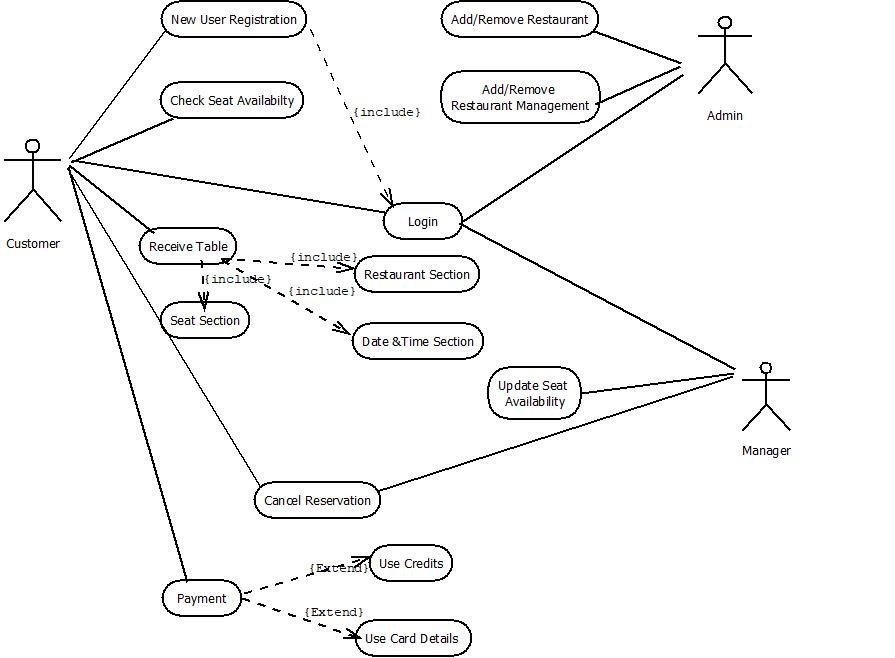 New User Registration
Add/Remove Restaurant
Check Seat Availabilty
Add/Remove
Restaurant Management
{include}
Admin
Login
Customer
Receive Table
{include}
Restaurant Section
{include}
{include}
Seat Section
Date &Time Section
Update Seat
Availability
Manager
Cancel Reservation
{Extend}
Use Credits
Payment
{Extend}
Use Card Details